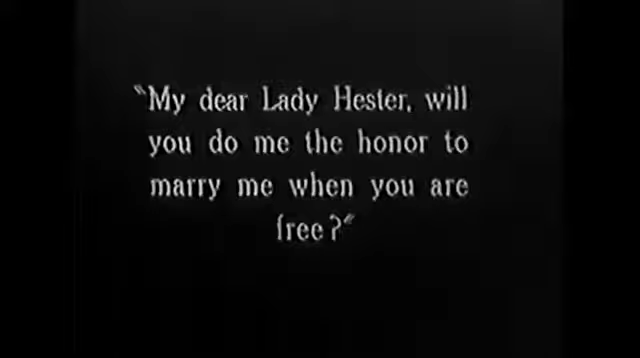 "My dear Lady Hester, will
you do me the honor to
marry me when you are
free?"